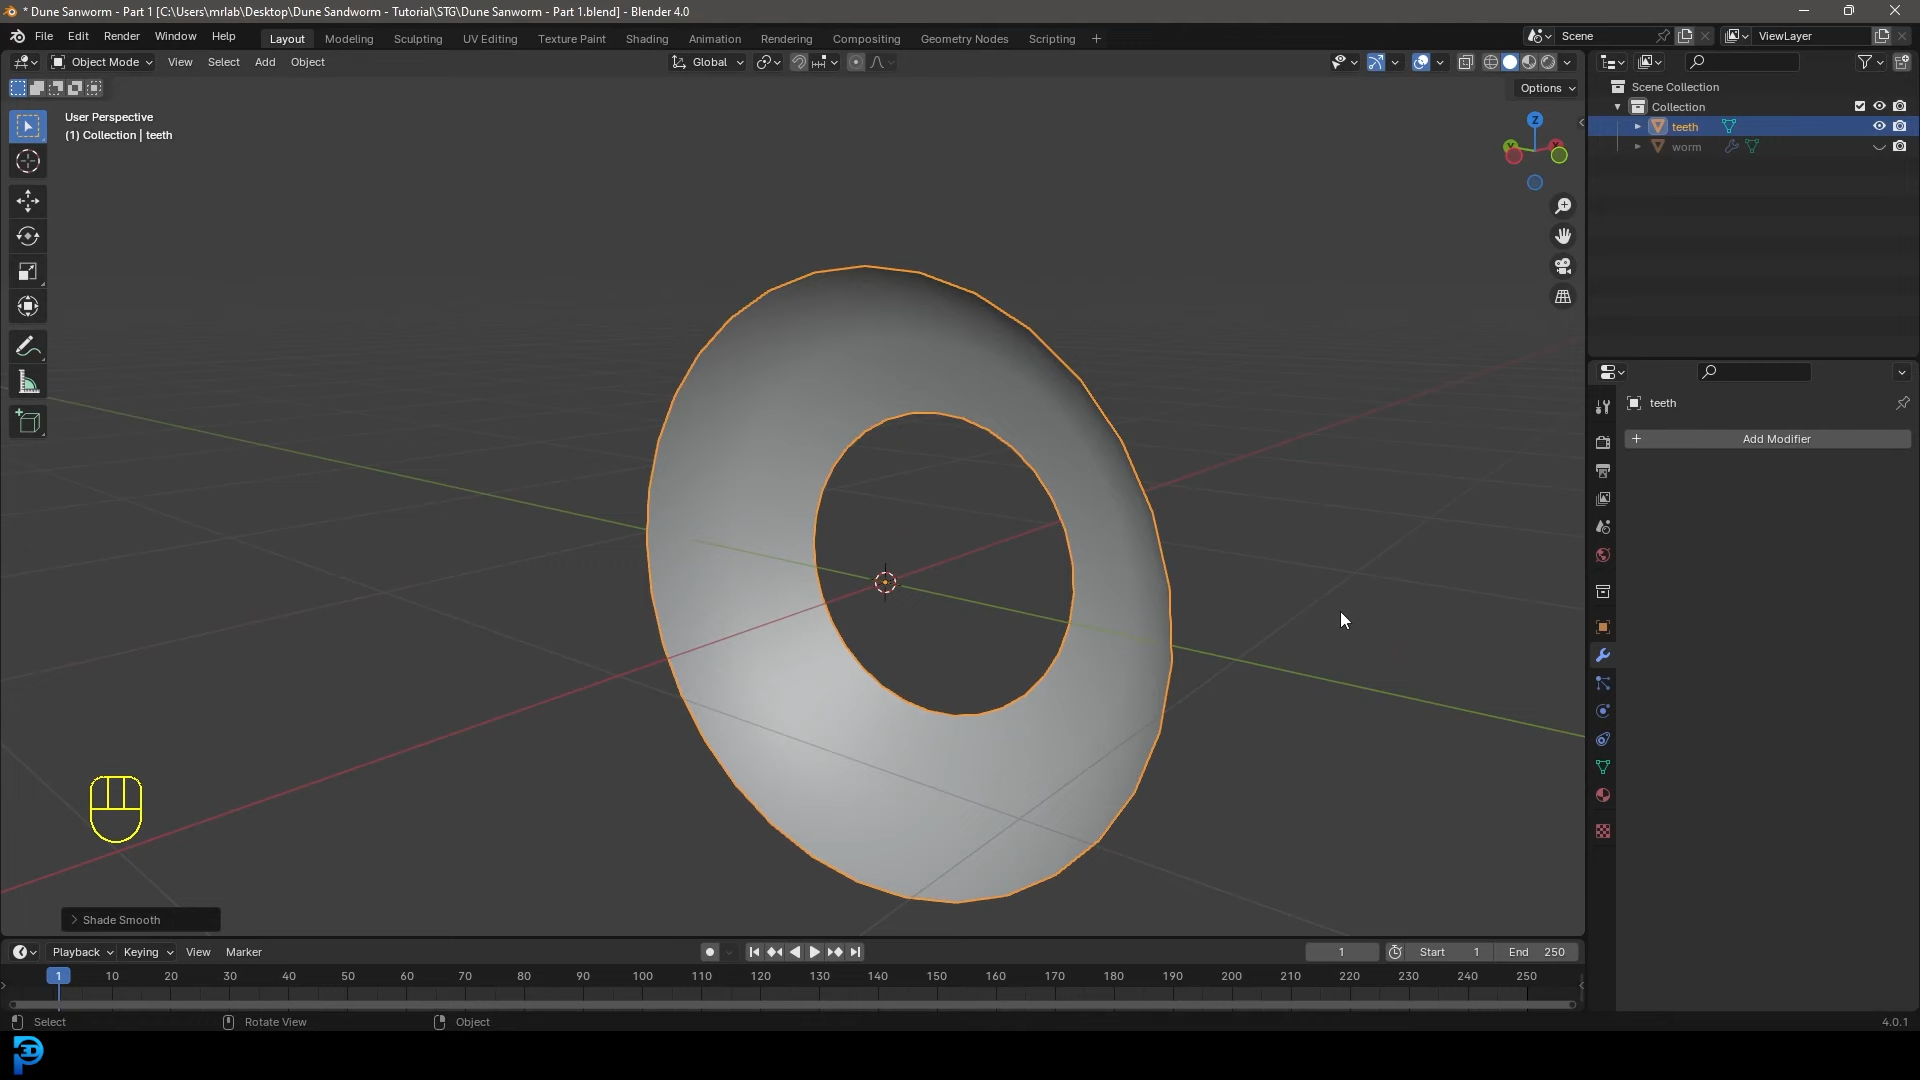 * Dune Sanworm - Part 1 [C:\Users\mrlab\Desktop\Dune Sandworm - Tutorial\STG\Dune Sanworm - Part 1.blend] - Blender 4.0
File Edit Render Window Help Layout Modeling Sculpting UV Editing Texture Paint Shading Animation Rendering Compositing Geometry Nodes Scripting + Scene ViewLayer
Object Mode View Select Add Object Global
Options
User Perspective
(1) Collection | teeth
Z
Scene Collection
Collection
teeth
worm
teeth
+ Add Modifier
> Shade Smooth
Playback Keying View Marker 1 Start 1 End 250
1 10 20 30 40 50 60 70 80 90 100 110 120 130 140 150 160 170 180 190 200 210 220 230 240 250
Select Rotate View Object 4.0.1